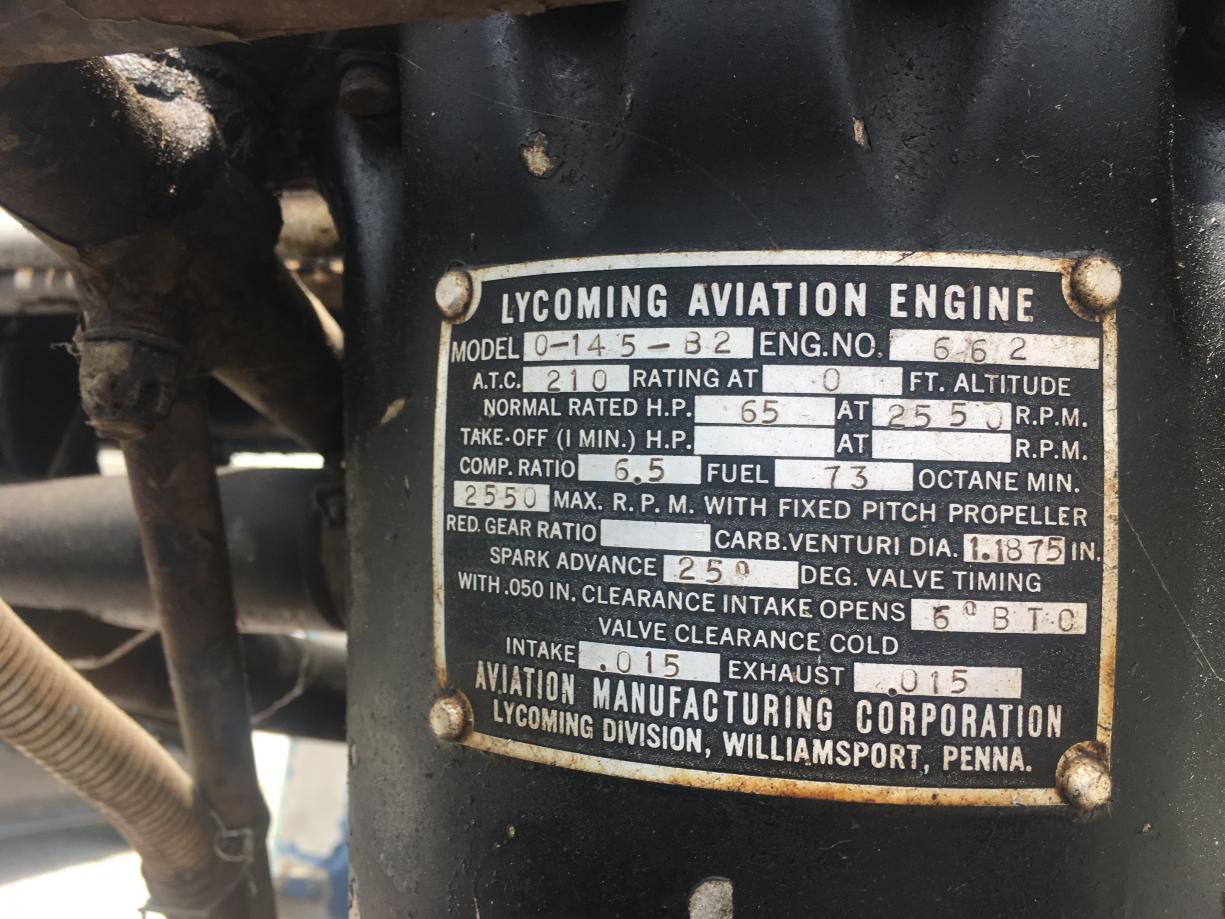 LYCOMING AVIATION ENGINE
MODEL O-145-B2 ENG.NO. 662
A.T.C. 210 RATING AT 0 FT. ALTITUDE
NORMAL RATED H.P. 65 AT 2550 R.P.M.
TAKE-OFF (1 MIN.) H.P. AT R.P.M.
COMP. RATIO 6.5 FUEL 73 OCTANE MIN.
2550 MAX. R. P. M. WITH FIXED PITCH PROPELLER
RED. GEAR RATIO CARB.VENTURI DIA. 1.1875 IN.
SPARK ADVANCE 25° DEG. VALVE TIMING
WITH .050 IN. CLEARANCE INTAKE OPENS 6° BTC
VALVE CLEARANCE COLD
INTAKE .015 EXHAUST .015
AVIATION MANUFACTURING CORPORATION
LYCOMING DIVISION, WILLIAMSPORT, PENNA.